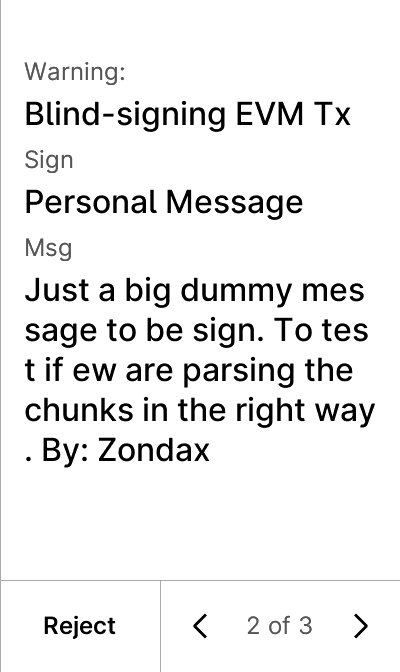 Warning:
Blind-signing EVM Tx
Sign
Personal Message
Msg
Just a big dummy mes
sage to be sign. To tes
t if ew are parsing the
chunks in the right way
. By: Zondax
Reject
2 of 3